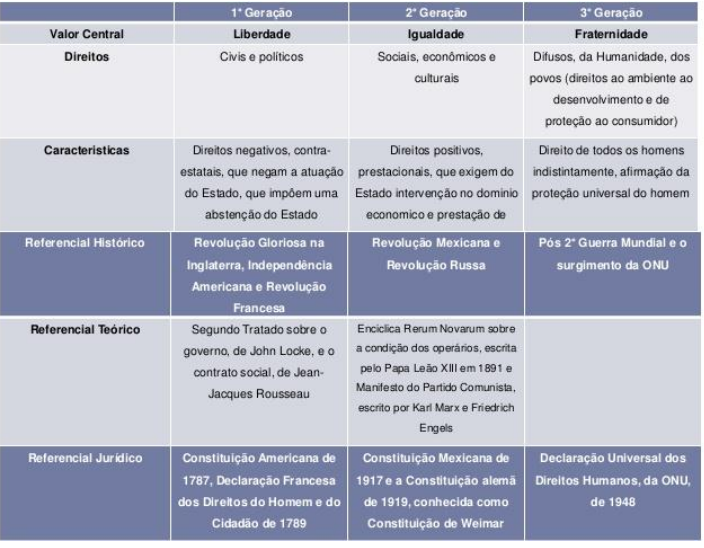 1ª Geração
2ª Geração
3ª Geração
Valor Central
Liberdade
Igualdade
Fraternidade
Direitos
Civis e políticos
Sociais, econômicos e
culturais
Difusos, da Humanidade, dos
povos (direitos ao ambiente ao
desenvolvimento e de
proteção ao consumidor)
Caracteristicas
Direitos negativos, contra-
estatais, que negam a atuação
do Estado, que impõem uma
abstenção do Estado
Direitos positivos,
prestacionais, que exigem do
Estado intervenção no dominio
economico e prestação de
Direito de todos os homens
indistintamente, afirmação da
proteção universal do homem
Referencial Histórico
Revolução Gloriosa na
Inglaterra, Independência
Americana e Revolução
Francesa
Revolução Mexicana e
Revolução Russa
Pós 2ª Guerra Mundial e o
surgimento da ONU
Referencial Teórico
Segundo Tratado sobre o
governo, de John Locke, e o
contrato social, de Jean-
Jacques Rousseau
Enciclica Rerum Novarum sobre
a condição dos operários, escrita
pelo Papa Leão XIII em 1891 e
Manifesto do Partido Comunista,
escrito por Karl Marx e Friedrich
Engels
Referencial Jurídico
Constituição Americana de
1787, Declaração Francesa
dos Direitos do Homem e do
Cidadão de 1789
Constituição Mexicana de
1917 e a Constituição alemã
de 1919, conhecida como
Constituição de Weimar
Declaração Universal dos
Direitos Humanos, da ONU,
de 1948